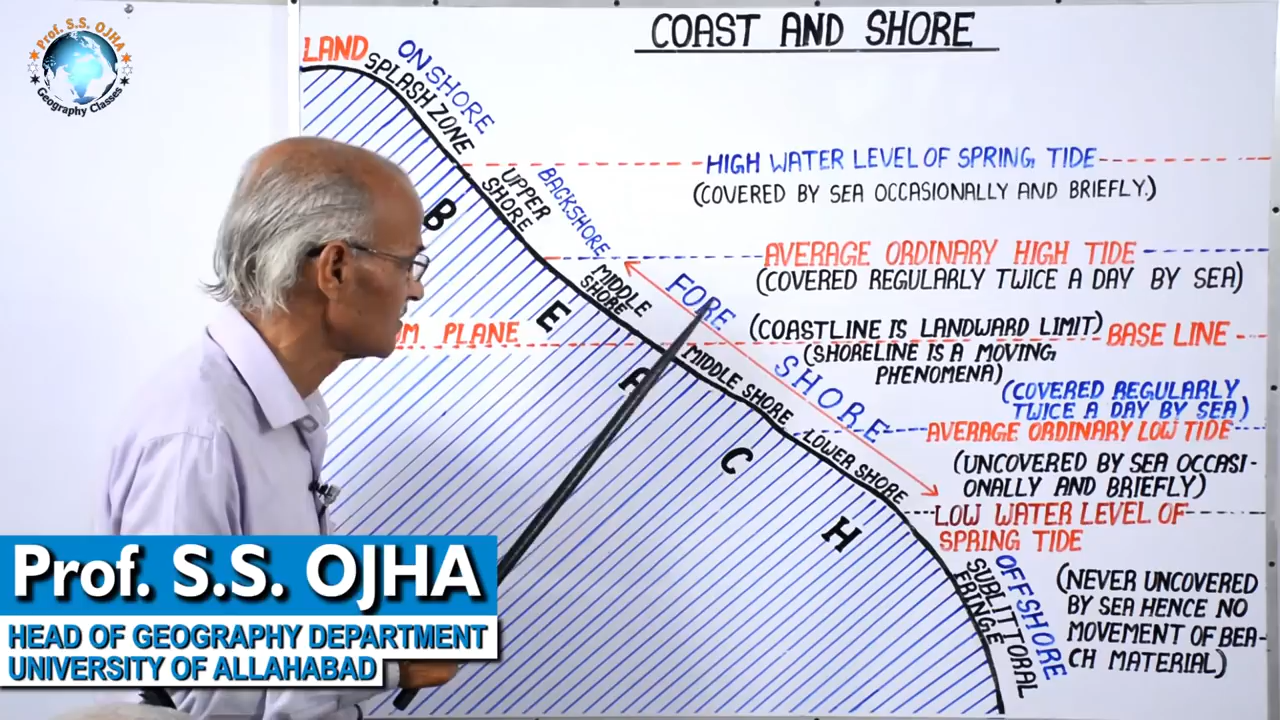 Prof. S.S. OJHA
Geography Classes
COAST AND SHORE
LAND
ONSHORE
SPLASH ZONE
HIGH WATER LEVEL OF SPRING TIDE
(COVERED BY SEA OCCASIONALLY AND BRIEFLY.)
BACKSHORE
UPPER
SHORE
B
AVERAGE ORDINARY HIGH TIDE
(COVERED REGULARLY TWICE A DAY BY SEA)
MIDDLE
SHORE
FORE
E
PLANE
(COASTLINE IS LANDWARD LIMIT)
BASE LINE
(SHORELINE IS A MOVING
PHENOMENA)
MIDDLE SHORE
SHORE
A
(COVERED REGULARLY
TWICE A DAY BY SEA)
AVERAGE ORDINARY LOW TIDE
C
LOWER SHORE
(UNCOVERED BY SEA OCCASI-
ONALLY AND BRIEFLY)
H
LOW WATER LEVEL OF
SPRING TIDE
OFFSHORE
SUBLITTORAL
FRINGE
(NEVER UNCOVERED
BY SEA HENCE NO
MOVEMENT OF BEA-
CH MATERIAL)
Prof. S.S. OJHA
HEAD OF GEOGRAPHY DEPARTMENT
UNIVERSITY OF ALLAHABAD